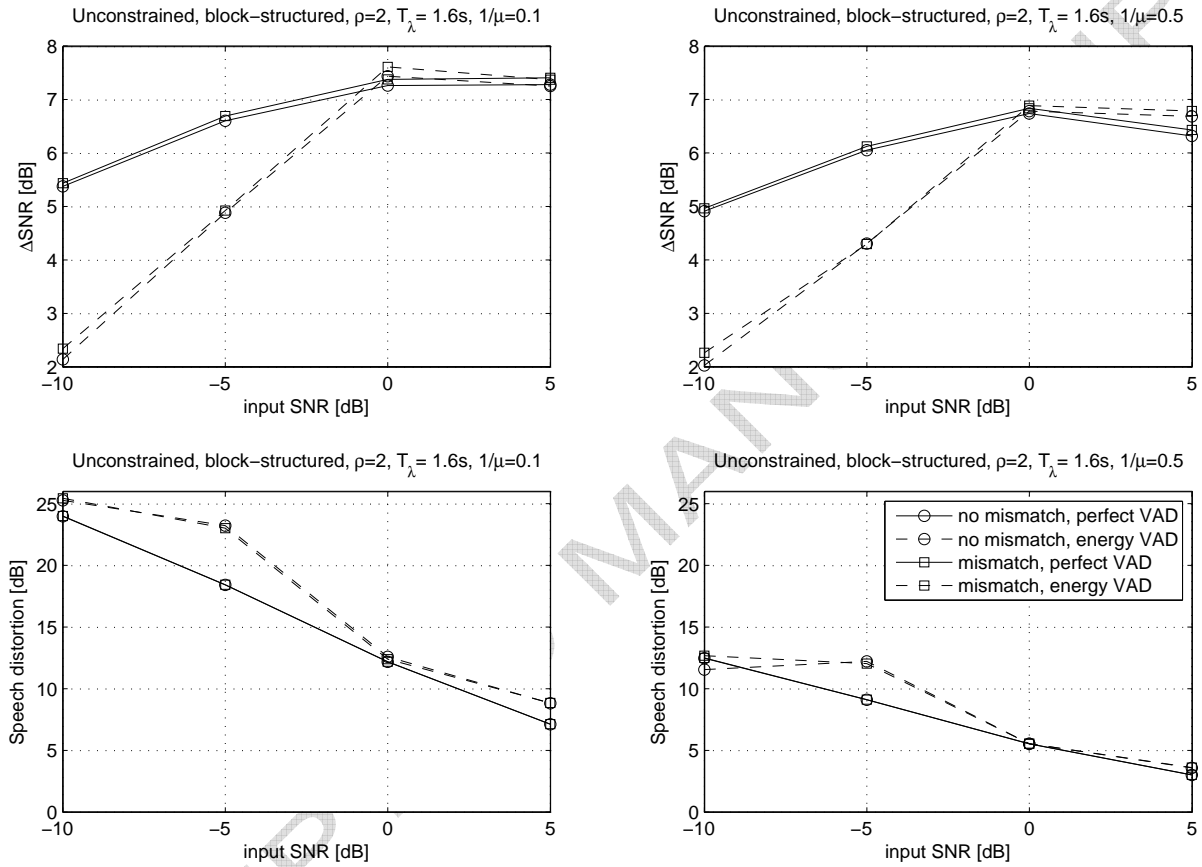 Unconstrained, block-structured, ρ=2, T_λ= 1.6s, 1/μ=0.1
8
7
6
5
4
3
2
ΔSNR [dB]
-10
-5
0
5
input SNR [dB]
Unconstrained, block-structured, ρ=2, T_λ= 1.6s, 1/μ=0.5
8
7
6
5
4
3
2
ΔSNR [dB]
-10
-5
0
5
input SNR [dB]
Unconstrained, block-structured, ρ=2, T_λ= 1.6s, 1/μ=0.1
25
20
15
10
5
0
Speech distortion [dB]
-10
-5
0
5
input SNR [dB]
Unconstrained, block-structured, ρ=2, T_λ= 1.6s, 1/μ=0.5
25
20
15
10
5
0
Speech distortion [dB]
no mismatch, perfect VAD
no mismatch, energy VAD
mismatch, perfect VAD
mismatch, energy VAD
-10
-5
0
5
input SNR [dB]